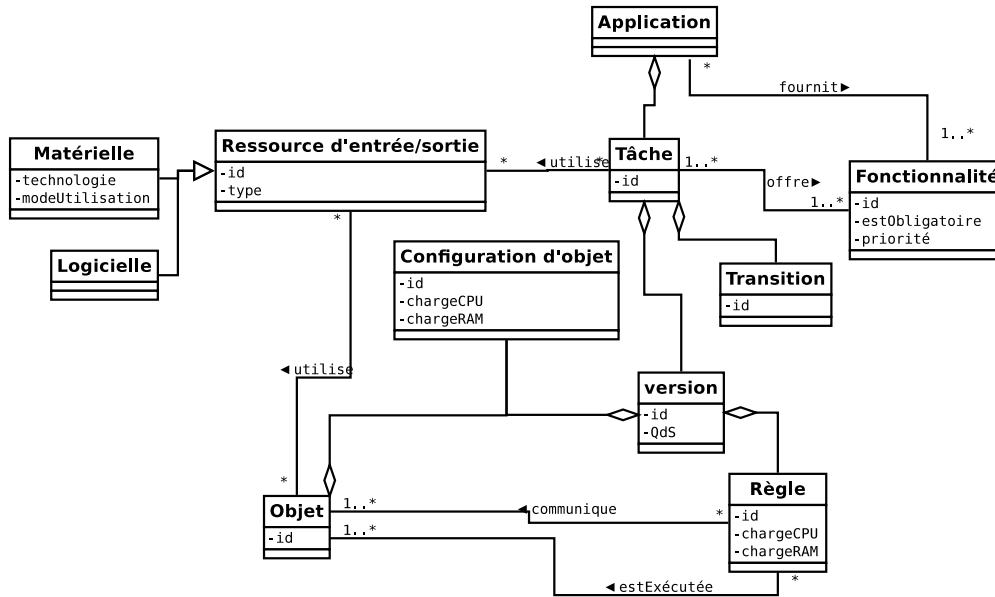 Application
*
fournit ►
1..*
Matérielle
-technologie
-modeUtilisation
Ressource d'entrée/sortie
-id
-type
*
◄ utilise
*
Tâche
-id
1..*
offre ►
1..*
Fonctionnalité
-id
-estObligatoire
-priorité
Logicielle
*
Configuration d'objet
-id
-chargeCPU
-chargeRAM
Transition
-id
◄ utilise
version
-id
-QdS
*
Objet
-id
1..*
◄ communique
*
1..*
Règle
-id
-chargeCPU
-chargeRAM
◄ estExécutée
*